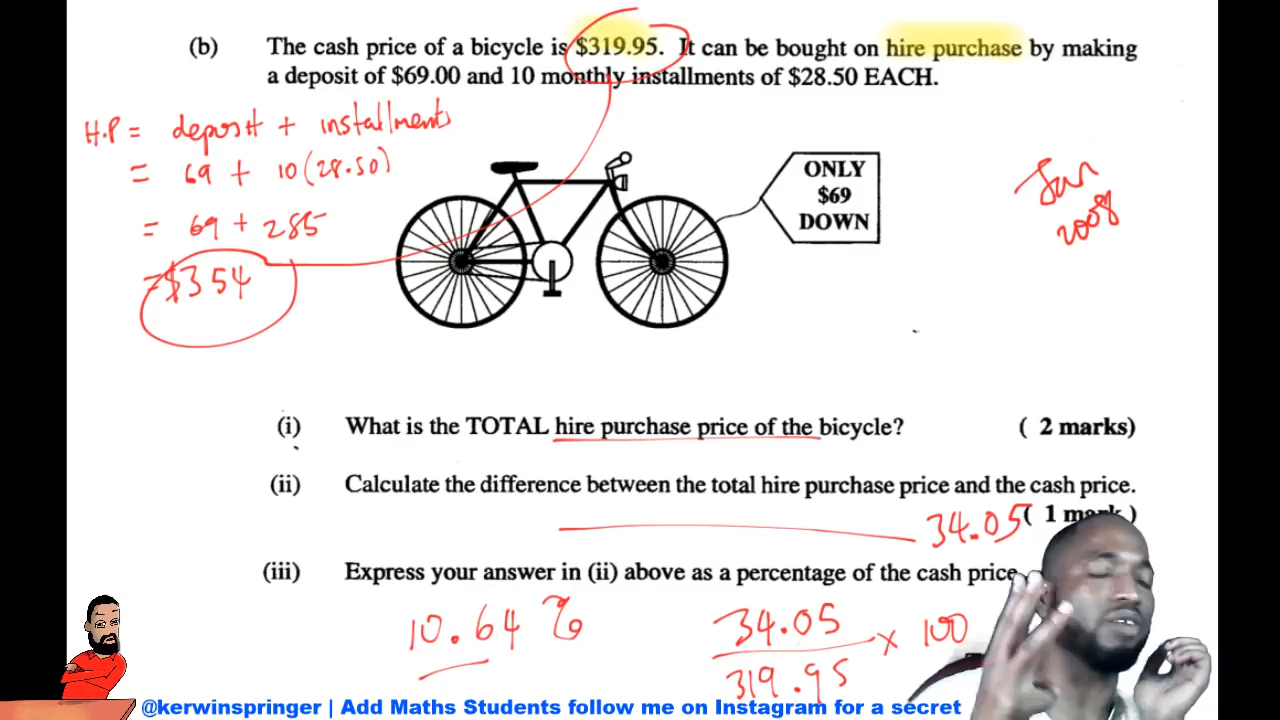 (b) The cash price of a bicycle is $319.95. It can be bought on hire purchase by making
a deposit of $69.00 and 10 monthly installments of $28.50 EACH.
H.P = deposit + installments
= 69 + 10(28.50)
= 69 + 285
= $354
ONLY
$69
DOWN
Jan
2008
(i) What is the TOTAL hire purchase price of the bicycle? ( 2 marks)
(ii) Calculate the difference between the total hire purchase price and the cash price.
34.05 ( 1 mark )
(iii) Express your answer in (ii) above as a percentage of the cash price
10.64 %
34.05
319.95
x 100
@kerwinspringer | Add Maths Students follow me on Instagram for a secret